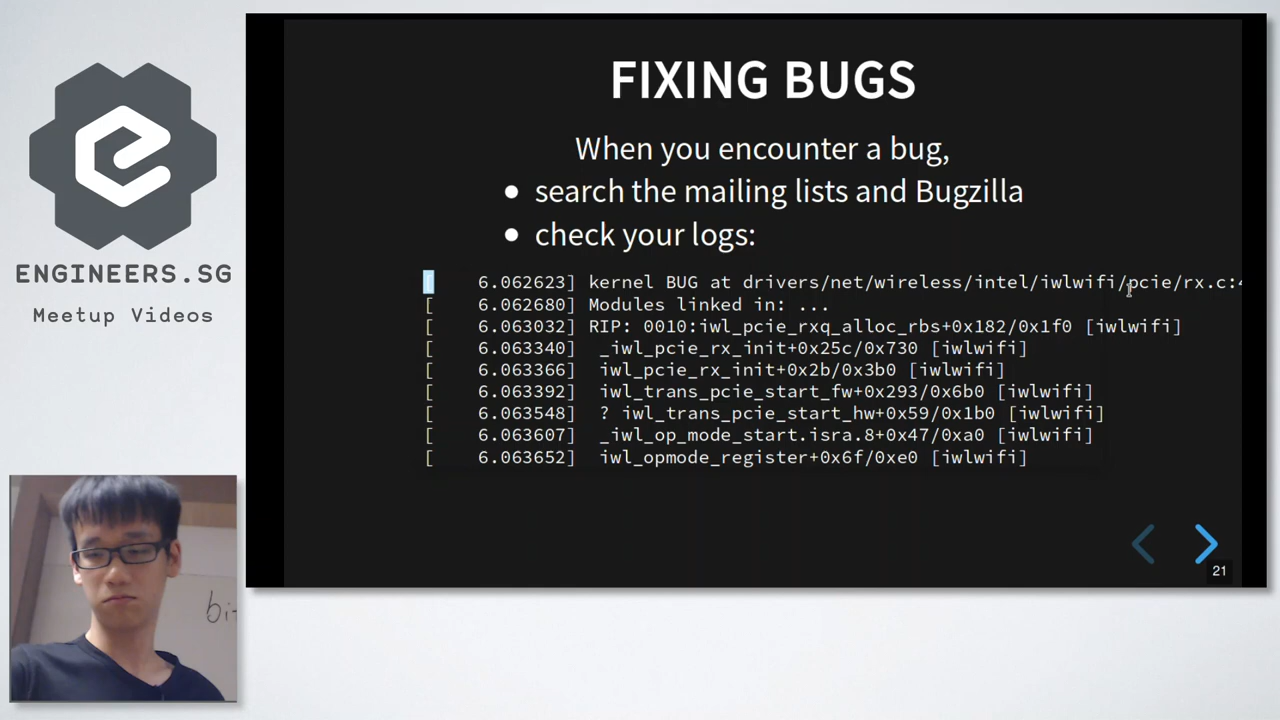 FIXING BUGS
When you encounter a bug,
• search the mailing lists and Bugzilla
• check your logs:
[    6.062623] kernel BUG at drivers/net/wireless/intel/iwlwifi/pcie/rx.c:
[    6.062680] Modules linked in: ...
[    6.063032] RIP: 0010:iwl_pcie_rxq_alloc_rbs+0x182/0x1f0 [iwlwifi]
[    6.063340]  _iwl_pcie_rx_init+0x25c/0x730 [iwlwifi]
[    6.063366]  iwl_pcie_rx_init+0x2b/0x3b0 [iwlwifi]
[    6.063392]  iwl_trans_pcie_start_fw+0x293/0x6b0 [iwlwifi]
[    6.063548]  ? iwl_trans_pcie_start_hw+0x59/0x1b0 [iwlwifi]
[    6.063607]  _iwl_op_mode_start.isra.8+0x47/0xa0 [iwlwifi]
[    6.063652]  iwl_opmode_register+0x6f/0xe0 [iwlwifi]
21
ENGINEERS.SG
Meetup Videos